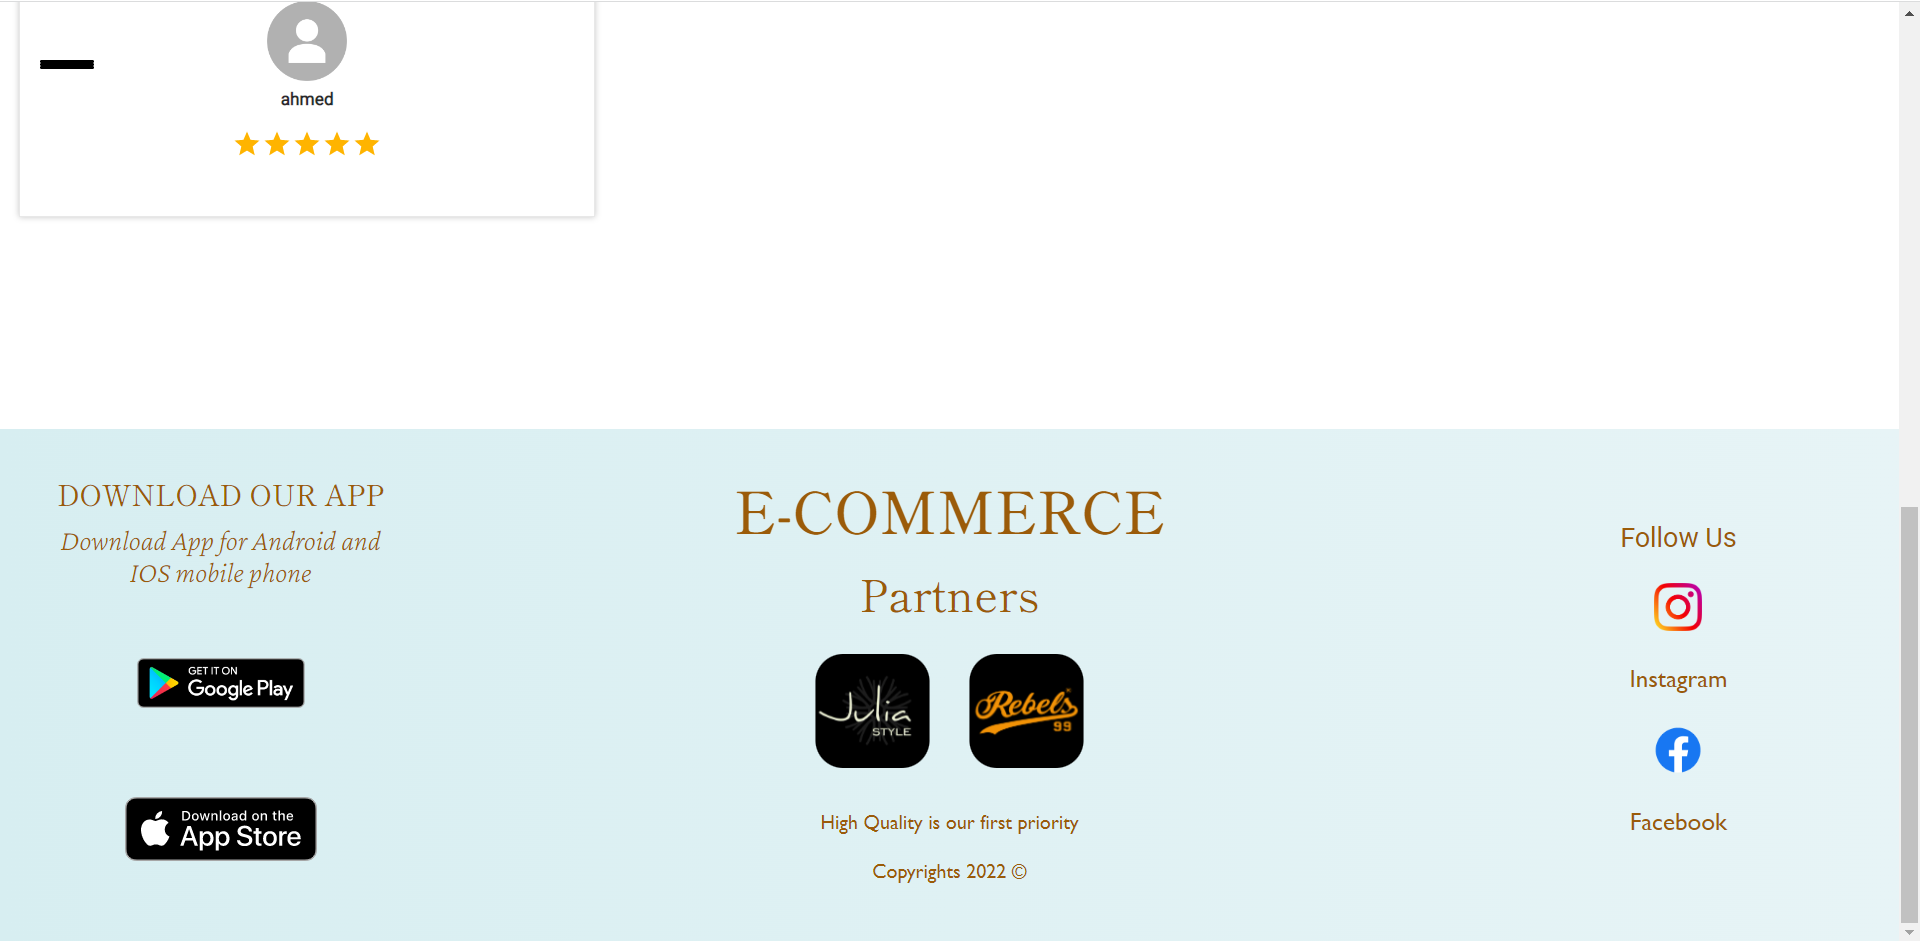 ahmed
DOWNLOAD OUR APP
Download App for Android and
IOS mobile phone
GET IT ON
Google Play
Download on the
App Store
E-COMMERCE
Partners
Julia
STYLE
Rebels
99
High Quality is our first priority
Copyrights 2022 ©
Follow Us
Instagram
Facebook